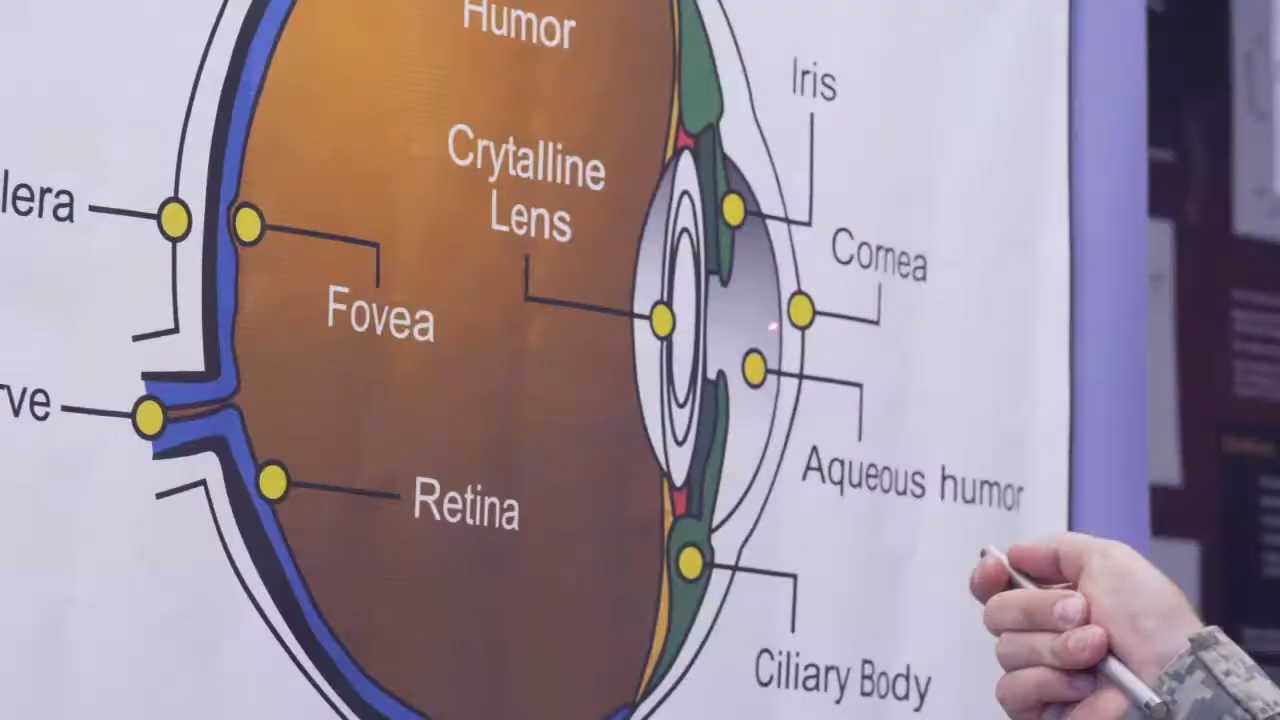 Humor
Iris
Crytalline
Lens
lera
Cornea
Fovea
rve
Aqueous humor
Retina
Ciliary Body